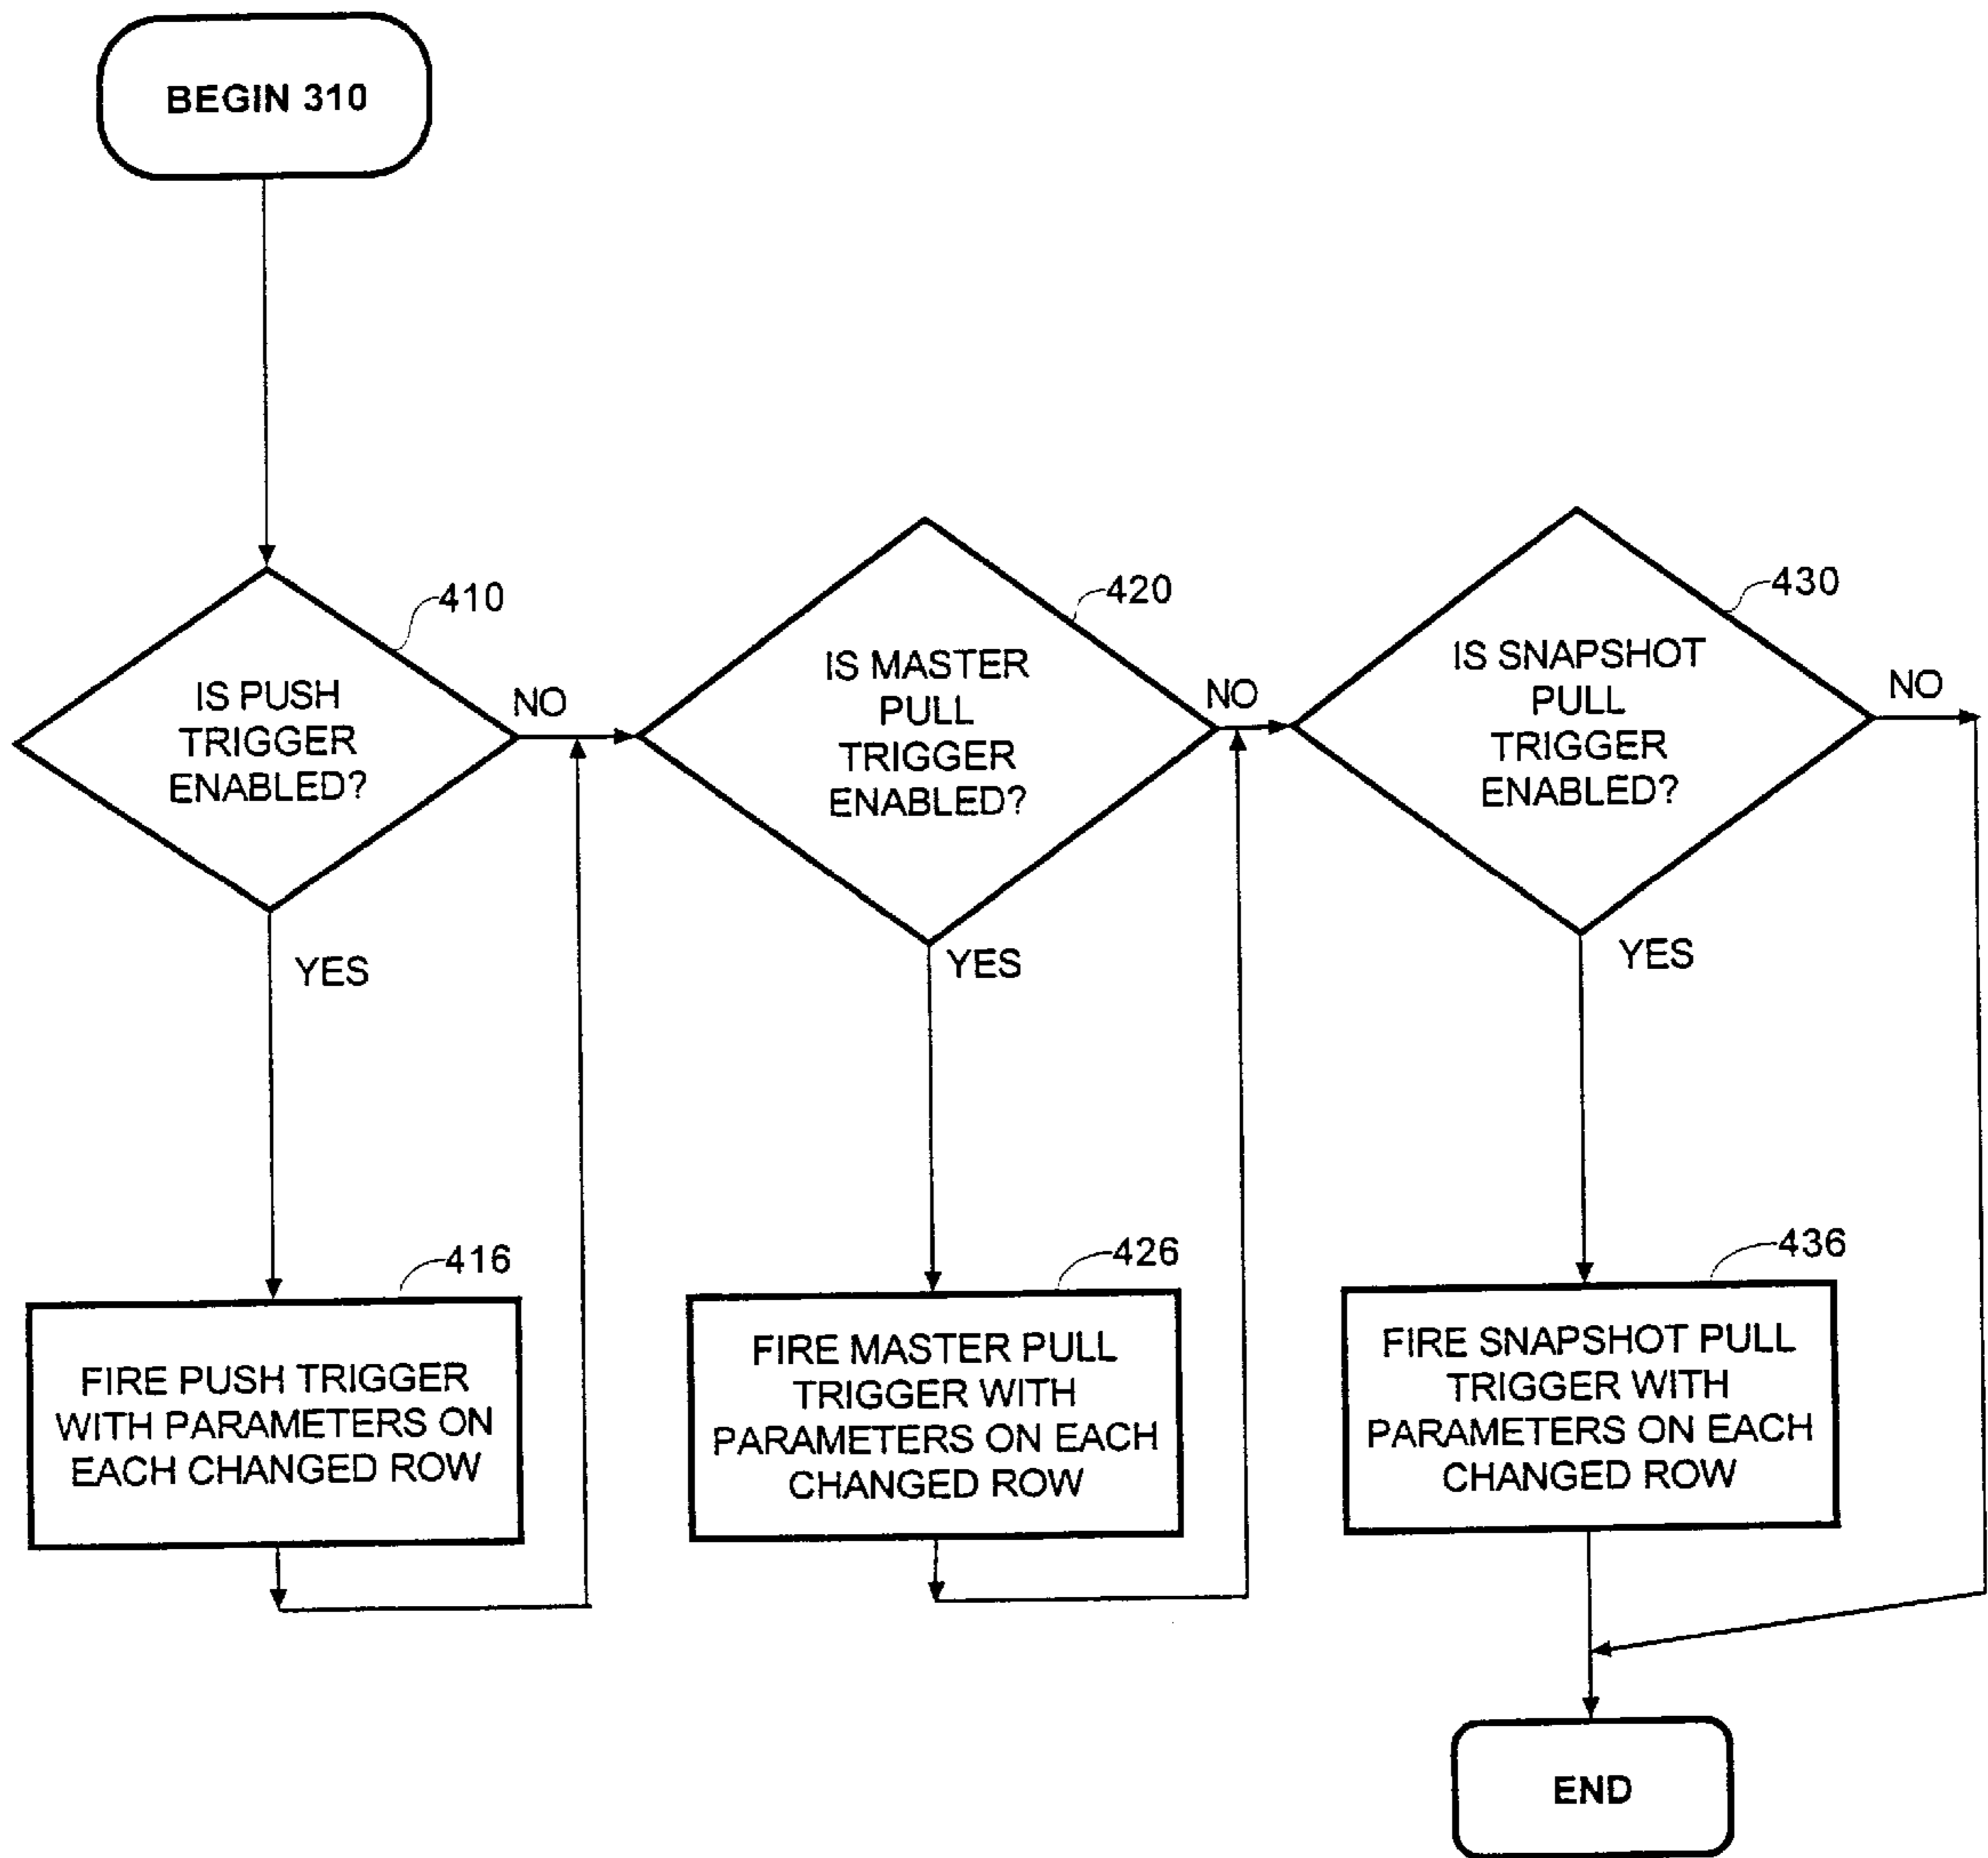 BEGIN 310
410
IS PUSH
TRIGGER
ENABLED?
NO
YES
416
FIRE PUSH TRIGGER
WITH PARAMETERS ON
EACH CHANGED ROW
420
IS MASTER
PULL
TRIGGER
ENABLED?
NO
YES
426
FIRE MASTER PULL
TRIGGER WITH
PARAMETERS ON EACH
CHANGED ROW
430
IS SNAPSHOT
PULL
TRIGGER
ENABLED?
NO
YES
436
FIRE SNAPSHOT PULL
TRIGGER WITH
PARAMETERS ON EACH
CHANGED ROW
END